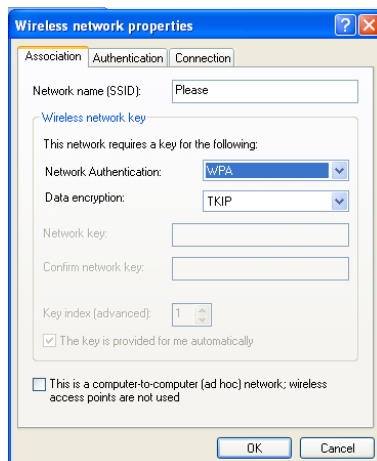 Wireless network properties
Association Authentication Connection
Network name (SSID): Please
Wireless network key
This network requires a key for the following:
Network Authentication: WPA
Data encryption: TKIP
Network key:
Confirm network key:
Key index (advanced): 1
The key is provided for me automatically
This is a computer-to-computer (ad hoc) network; wireless
access points are not used
OK Cancel